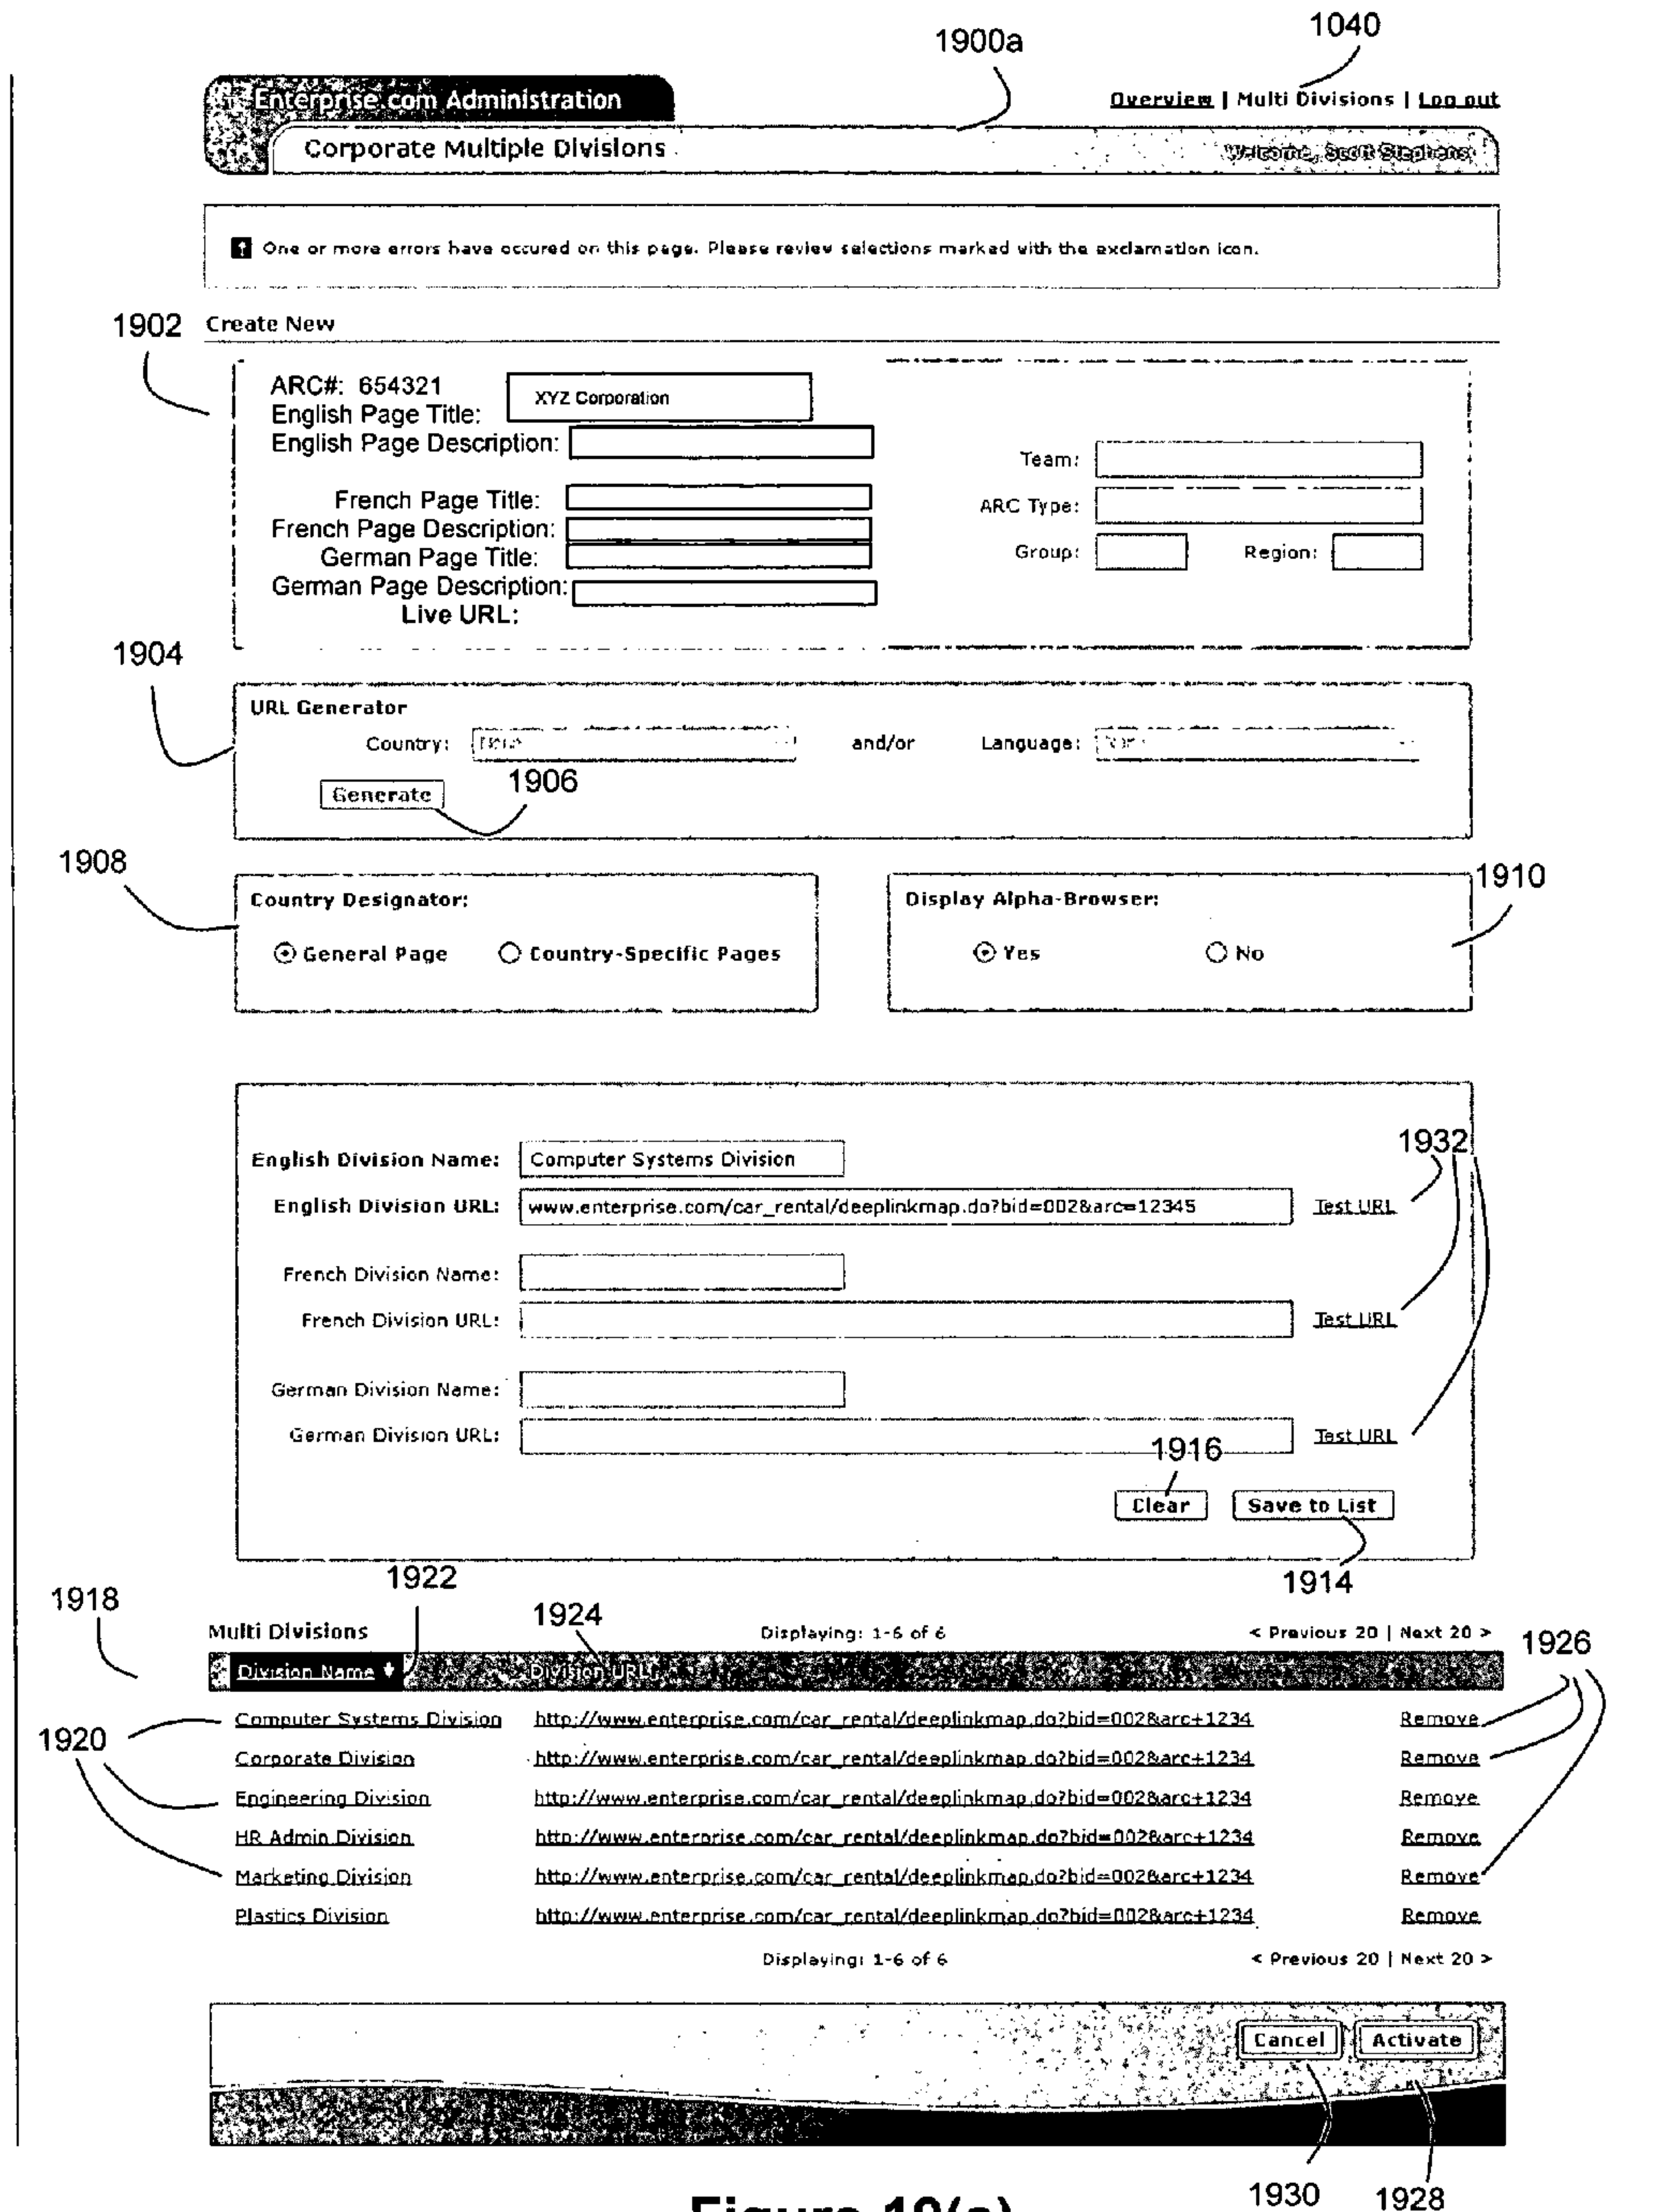 1900a
1040
Enterprise.com Administration
Overview | Multi Divisions | Log out
Corporate Multiple Divisions
Welcome, Scott Stephens
One or more errors have occured on this page. Please review selections marked with the exclamation icon.
1902
Create New
ARC#: 654321
English Page Title: XYZ Corporation
English Page Description:
Team:
French Page Title:
ARC Type:
French Page Description:
German Page Title:
Group: Region:
German Page Description:
Live URL:
1904
URL Generator
Country: None and/or Language:
Generate
1906
1908
Country Designator:
General Page Country-Specific Pages
1910
Display Alpha-Browser:
Yes No
1932
English Division Name: Computer Systems Division
English Division URL: www.enterprise.com/car_rental/deeplinkmap.do?bid=002&arc=12345 Test URL
French Division Name:
French Division URL: Test URL
German Division Name:
German Division URL: Test URL
1916
Clear Save to List
1914
1922
1918
1924
Multi Divisions Displaying: 1-6 of 6 < Previous 20 | Next 20 >
1926
Division Name Division URL
Computer Systems Division http://www.enterprise.com/car_rental/deeplinkmap.do?bid=002&arc+1234 Remove
1920
Corporate Division http://www.enterprise.com/car_rental/deeplinkmap.do?bid=002&arc+1234 Remove
Engineering Division http://www.enterprise.com/car_rental/deeplinkmap.do?bid=002&arc+1234 Remove
HR Admin Division http://www.enterprise.com/car_rental/deeplinkmap.do?bid=002&arc+1234 Remove
Marketing Division http://www.enterprise.com/car_rental/deeplinkmap.do?bid=002&arc+1234 Remove
Plastics Division http://www.enterprise.com/car_rental/deeplinkmap.do?bid=002&arc+1234 Remove
Displaying: 1-6 of 6 < Previous 20 | Next 20 >
Cancel Activate
1930
1928
Figure 19(a)